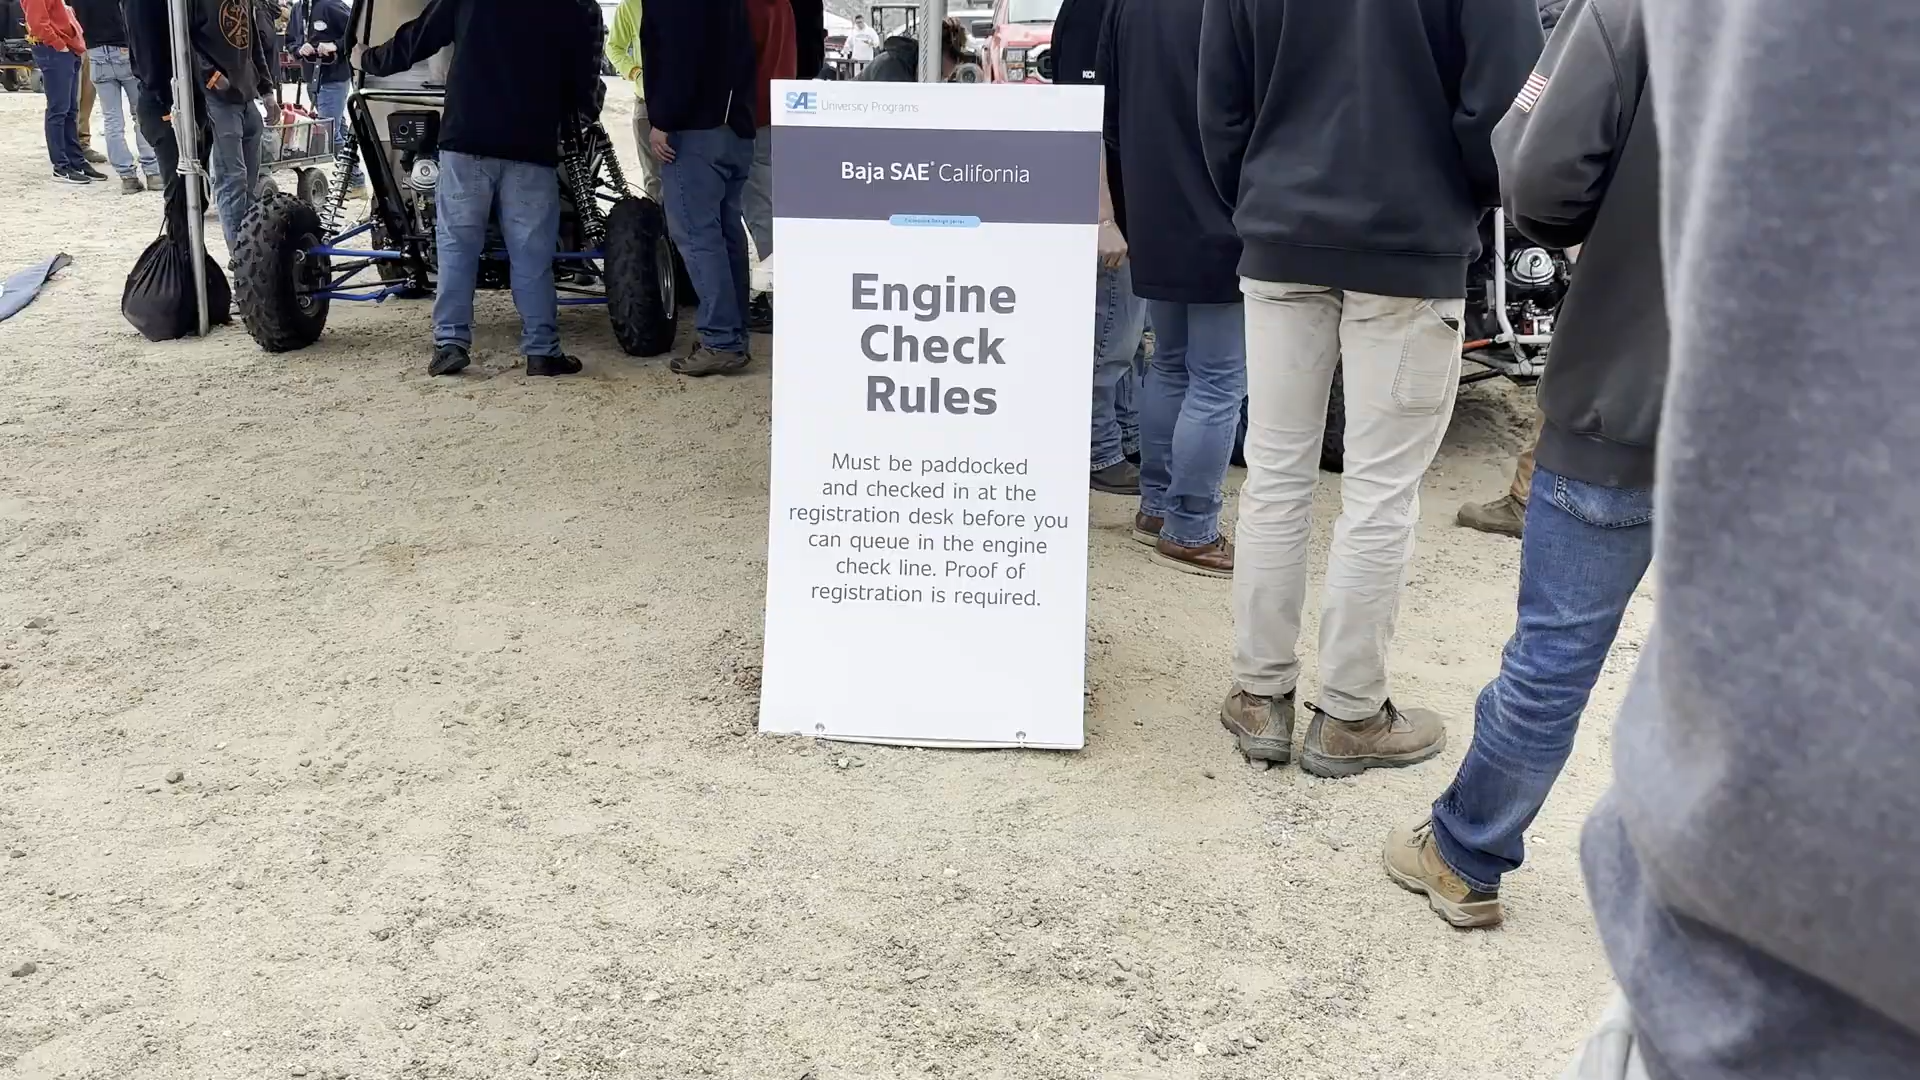 SAE University Programs
Baja SAE® California
Engine
Check
Rules
Must be paddocked
and checked in at the
registration desk before you
can queue in the engine
check line. Proof of
registration is required.